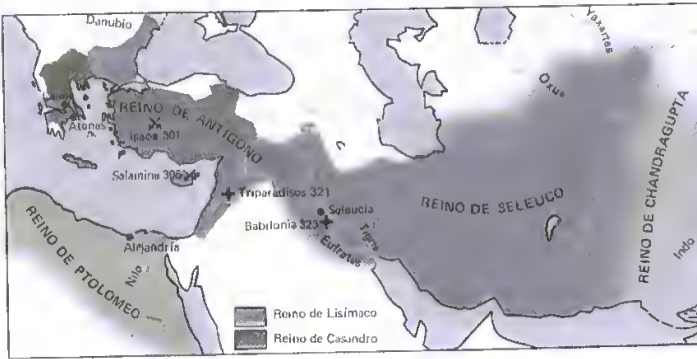 Danubio
Yaxartes
Oxus
REINO DE ANTIGONO
Atenas
Ipsos 301
Salamina 306
Triparadisos 321
REINO DE SELEUCO
REINO DE CHANDRAGUPTA
Seleucia
Babilonia 323
Tigris
Eufrates
Indo
Alejandría
REINO DE PTOLOMEO
Nilo
Reino de Lisímaco
Reino de Casandro